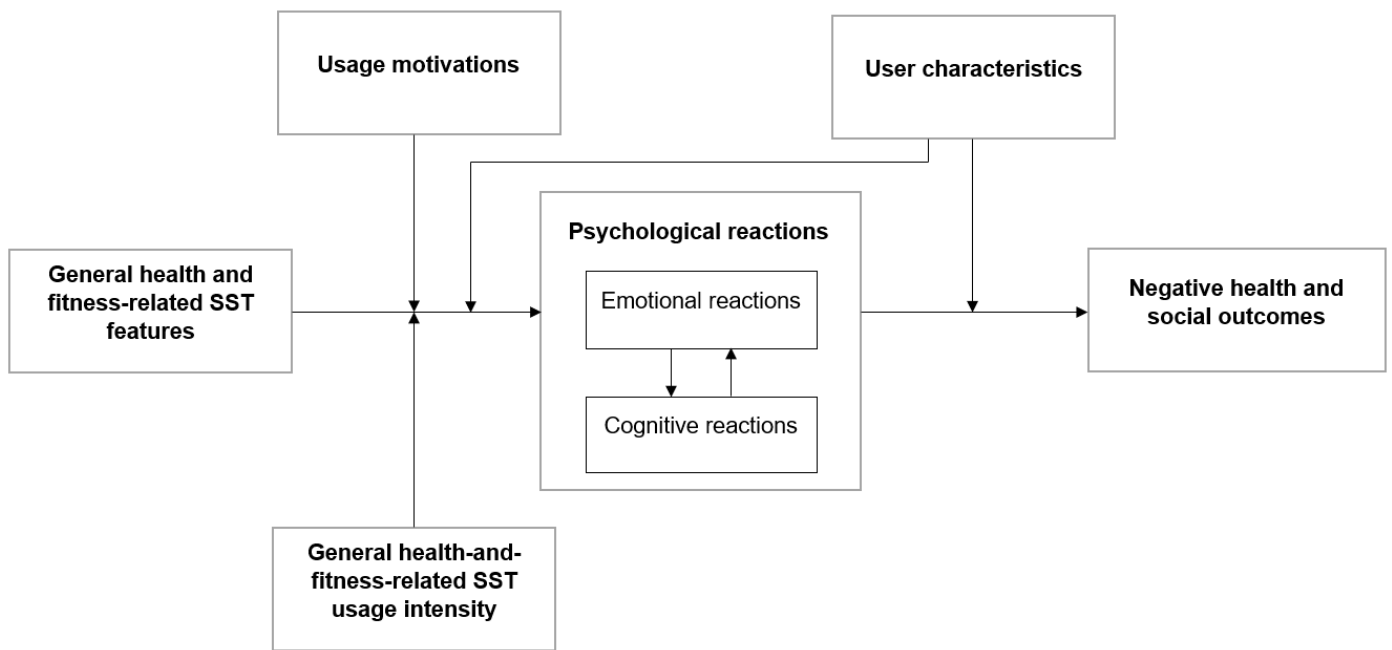 Usage motivations
User characteristics
Psychological reactions
General health and
fitness-related SST
features
Emotional reactions
Cognitive reactions
Negative health and
social outcomes
General health-and-
fitness-related SST
usage intensity